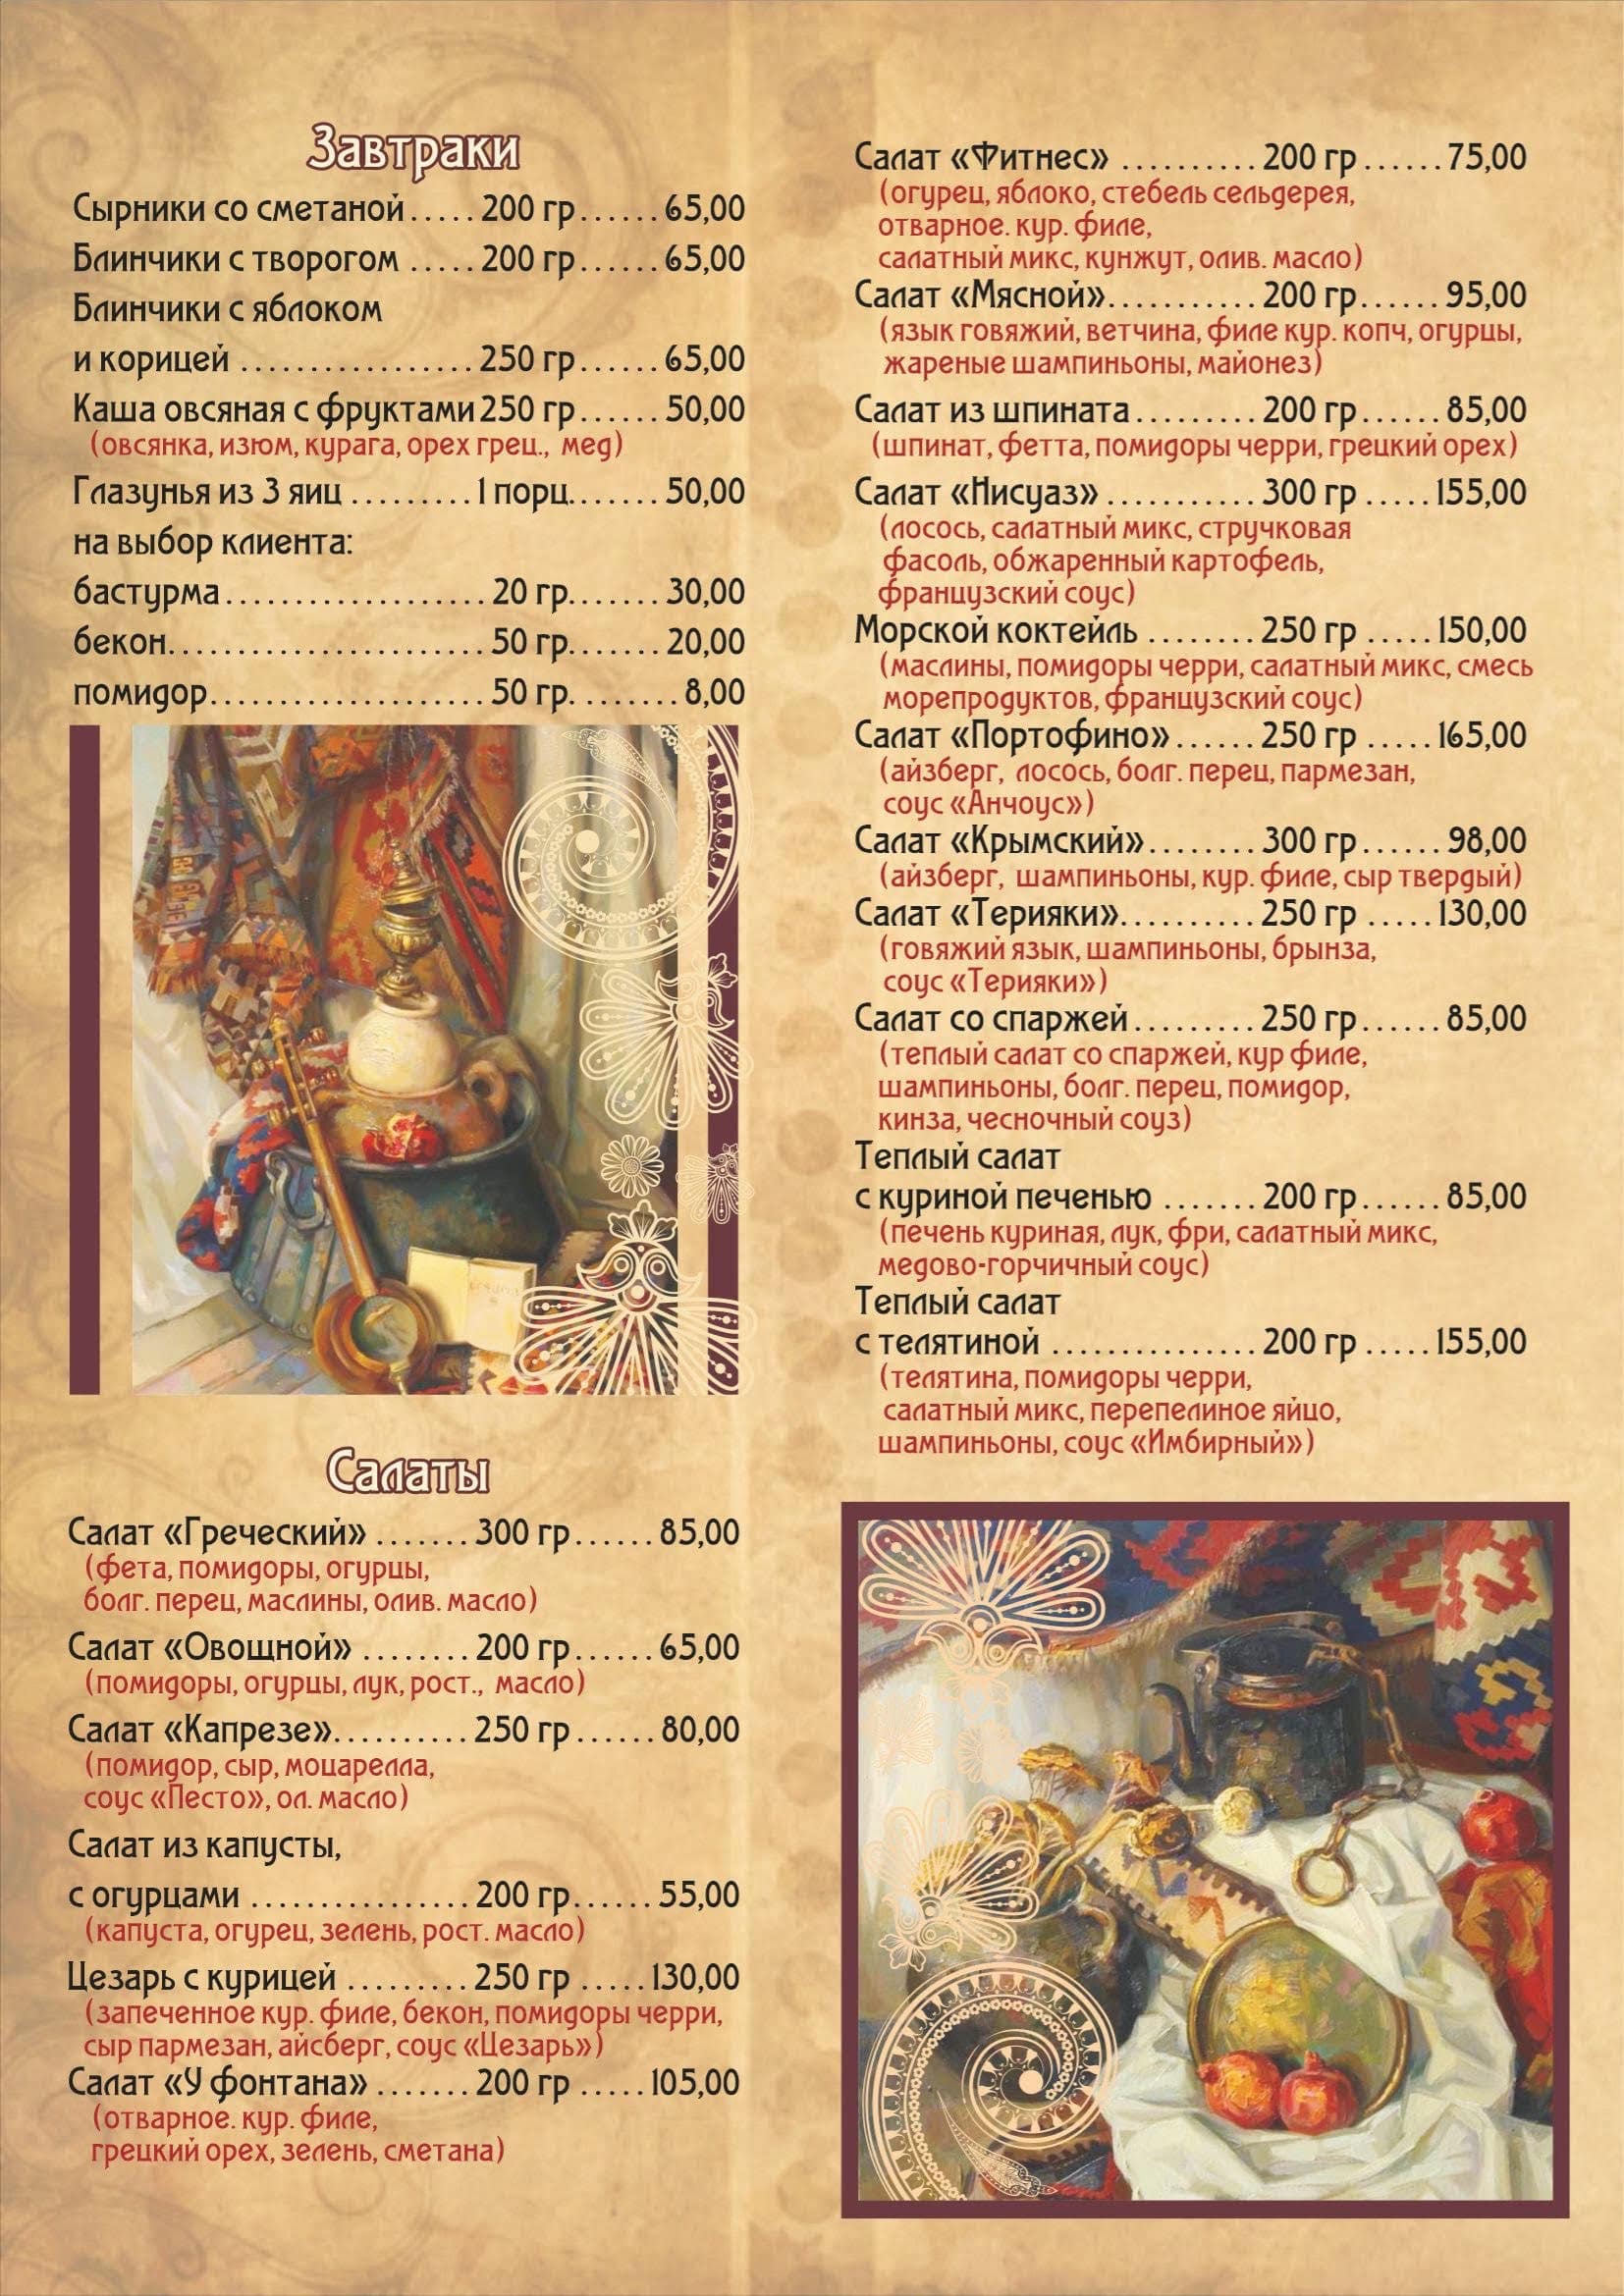 Завтраки
Сырники со сметаной.....200 гр......65,00
Блинчики с творогом .....200 гр......65,00
Блинчики с яблоком
и корицей .................250 гр......65,00
Каша овсяная с фруктами 250 гр......50,00
(овсянка, изюм, курага, орех грец., мед)
Глазунья из 3 яиц .........1 порц.......50,00
на выбор клиента:
бастурма...................20 гр.......30,00
бекон.......................50 гр.......20,00
помидор....................50 гр........8,00
Салаты
Салат «Греческий» .......300 гр......85,00
(фета, помидоры, огурцы,
болг. перец, маслины, олив. масло)
Салат «Овощной» ........200 гр......65,00
(помидоры, огурцы, лук, рост., масло)
Салат «Капрезе»..........250 гр......80,00
(помидор, сыр, моцарелла,
соус «Песто», ол. масло)
Салат из капусты,
с огурцами ................200 гр......55,00
(капуста, огурец, зелень, рост. масло)
Цезарь с курицей .........250 гр .....130,00
(запеченное кур. филе, бекон, помидоры черри,
сыр пармезан, айсберг, соус «Цезарь»)
Салат «У фонтана» .......200 гр .....105,00
(отварное. кур. филе,
грецкий орех, зелень, сметана)
Салат «Фитнес» ..........200 гр......75,00
(огурец, яблоко, стебель сельдерея,
отварное. кур. филе,
салатный микс, кунжут, олив. масло)
Салат «Мясной»...........200 гр......95,00
(язык говяжий, ветчина, филе кур. копч, огурцы,
жареные шампиньоны, майонез)
Салат из шпината.........200 гр......85,00
(шпинат, фетта, помидоры черри, грецкий орех)
Салат «Нисуаз» ...........300 гр .....155,00
(лосось, салатный микс, стручковая
фасоль, обжаренный картофель,
французский соус)
Морской коктейль ........250 гр .....150,00
(маслины, помидоры черри, салатный микс, смесь
морепродуктов, французский соус)
Салат «Портофино»......250 гр .....165,00
(айзберг, лосось, болг. перец, пармезан,
соус «Анчоус»)
Салат «Крымский»........300 гр......98,00
(айзберг, шампиньоны, кур. филе, сыр твердый)
Салат «Терияки»..........250 гр .....130,00
(говяжий язык, шампиньоны, брынза,
соус «Терияки»)
Салат со спаржей.........250 гр......85,00
(теплый салат со спаржей, кур филе,
шампиньоны, болг. перец, помидор,
кинза, чесночный соуз)
Теплый салат
с куриной печенью .......200 гр......85,00
(печень куриная, лук, фри, салатный микс,
медово-горчичный соус)
Теплый салат
с телятиной ...............200 гр .....155,00
(телятина, помидоры черри,
салатный микс, перепелиное яйцо,
шампиньоны, соус «Имбирный»)